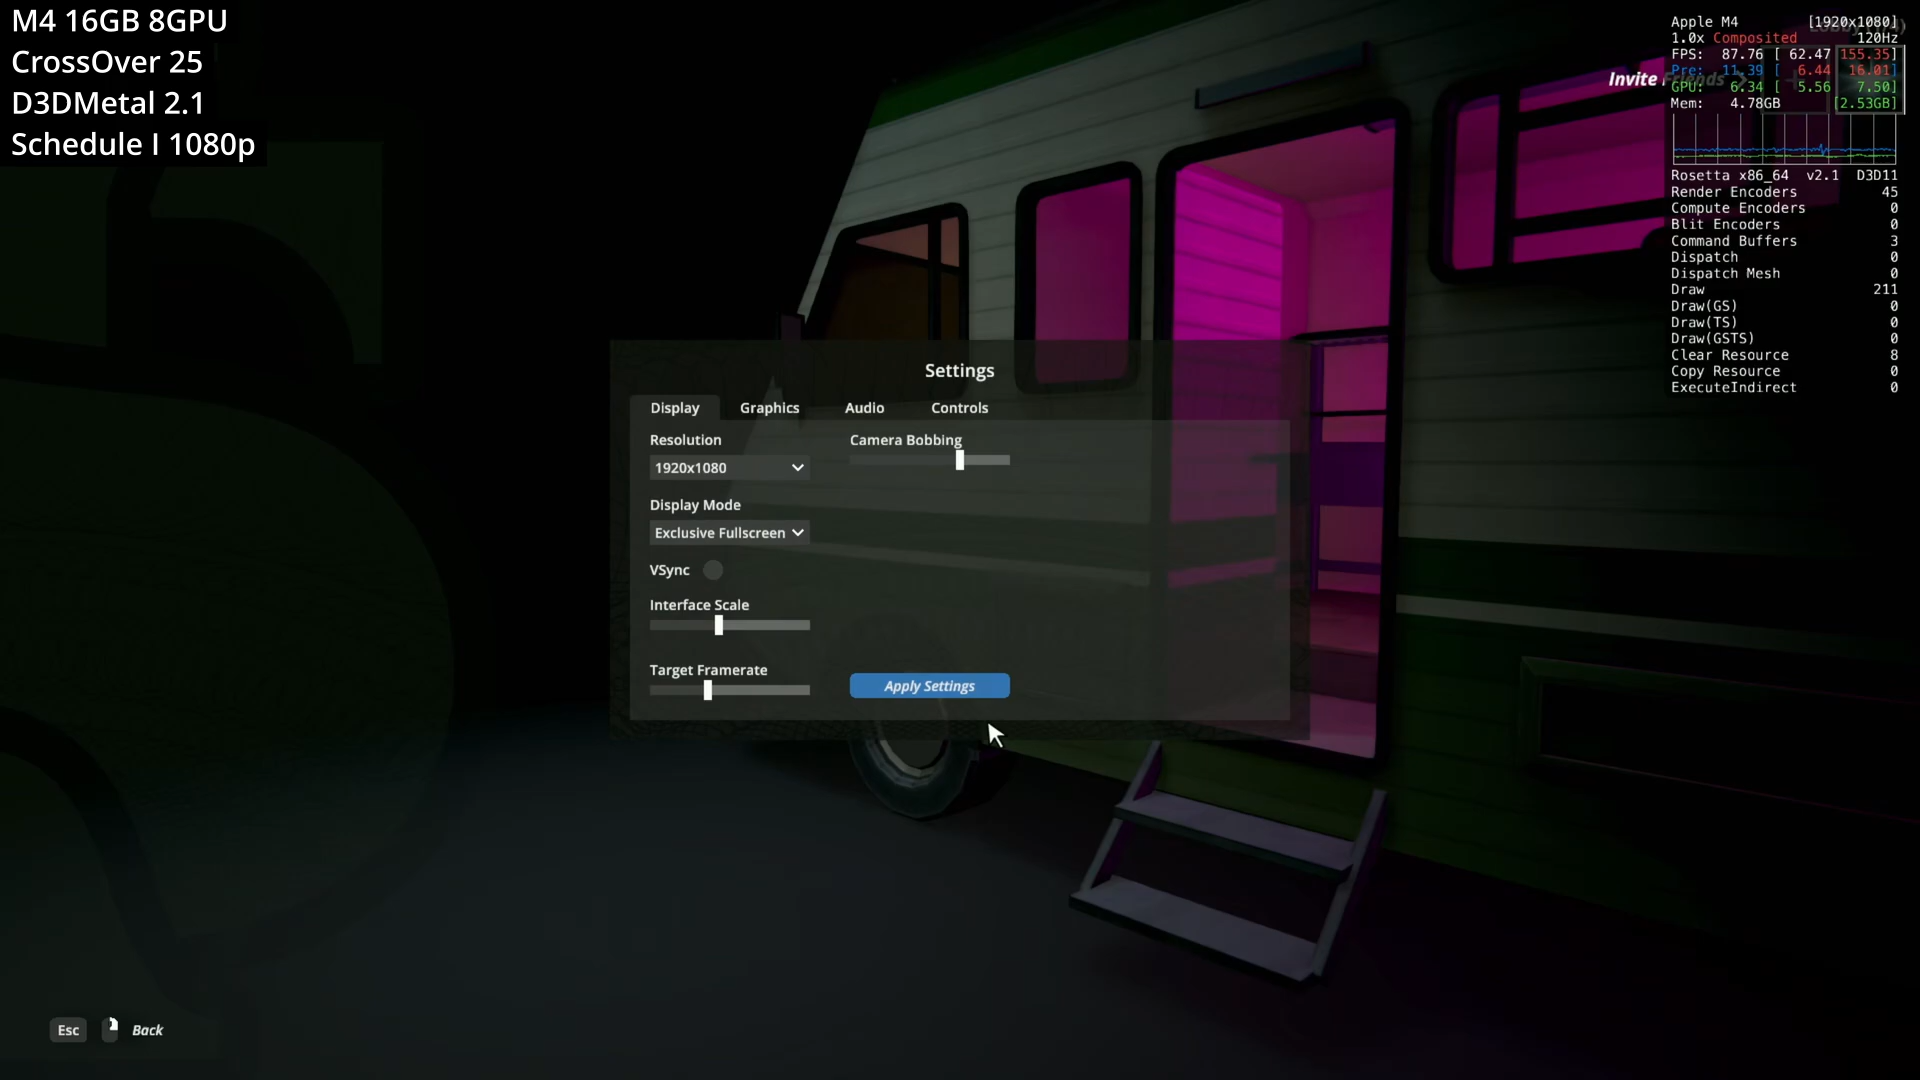 M4 16GB 8GPU
CrossOver 25
D3DMetal 2.1
Schedule I 1080p
Apple M4 [1920x1080]
1.0x Composited 120Hz
FPS: 87.76 [ 62.47 155.35]
Pre: 11.39 [ 6.44 16.01]
GPU: 6.34 [ 5.56 7.50]
Mem: 4.78GB [2.53GB]
Invite Friends
Rosetta x86_64 v2.1 D3D11
Render Encoders 45
Compute Encoders 0
Blit Encoders 0
Command Buffers 3
Dispatch 0
Dispatch Mesh 0
Draw 211
Draw(GS) 0
Draw(TS) 0
Draw(GSTS) 0
Clear Resource 8
Copy Resource 0
ExecuteIndirect 0
Settings
Display Graphics Audio Controls
Resolution Camera Bobbing
1920x1080
Display Mode
Exclusive Fullscreen
VSync
Interface Scale
Target Framerate
Apply Settings
Esc Back